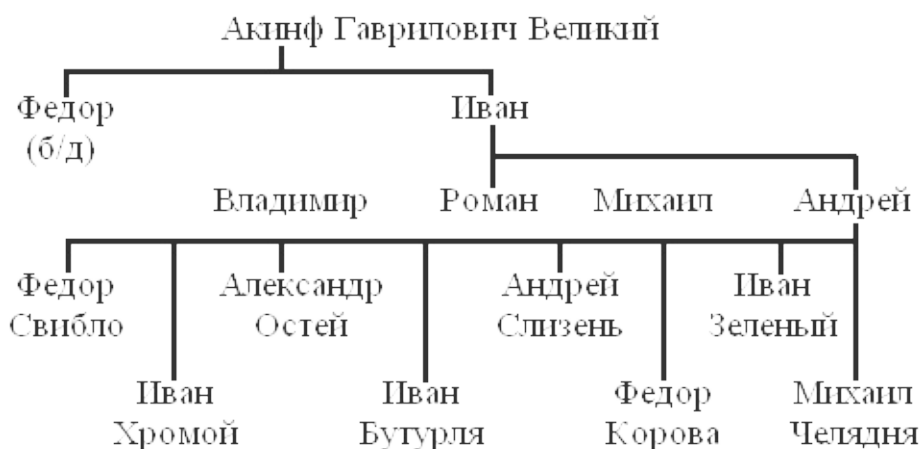 Акинф Гаврилович Великий
Федор Иван
(б/д)
Владимир Роман Михаил Андрей
Федор Александр Андрей Иван
Свибло Остей Слизень Зеленый
Иван Иван Федор Михаил
Хромой Бутурля Корова Челядня